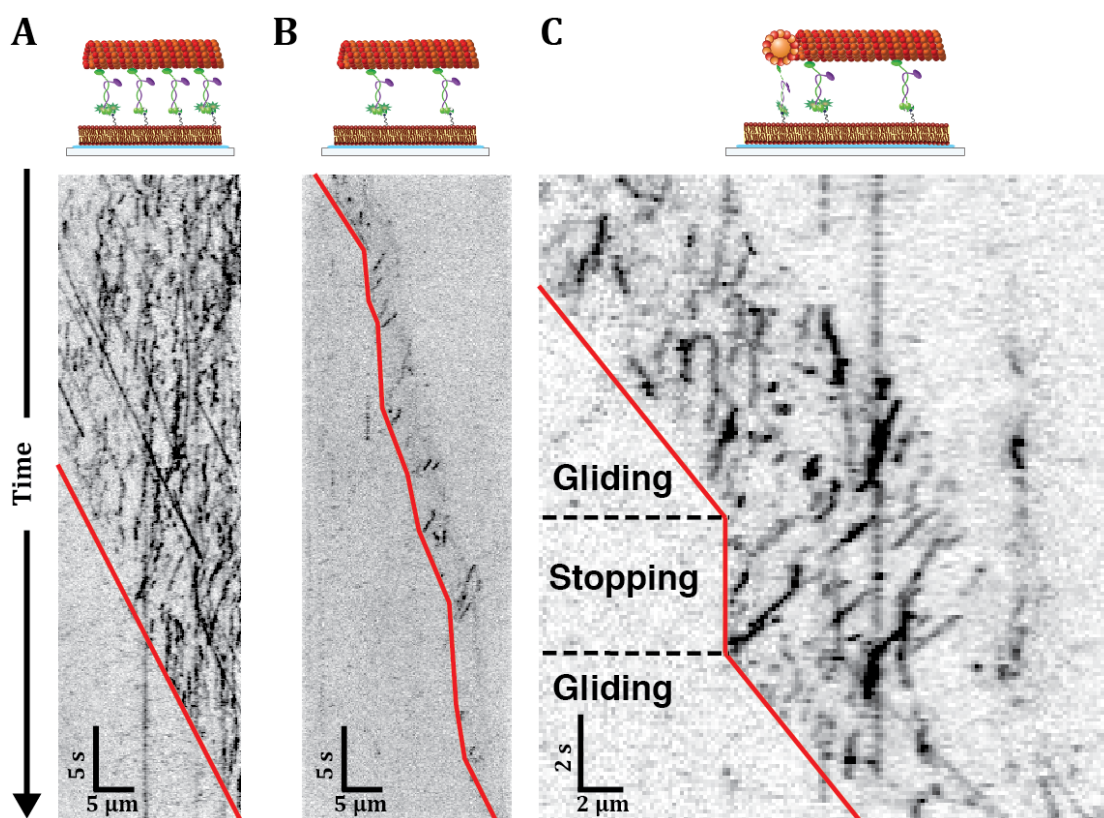 A
B
C
Time
Gliding
Stopping
Gliding
5 s
5 μm
5 s
5 μm
2 s
2 μm